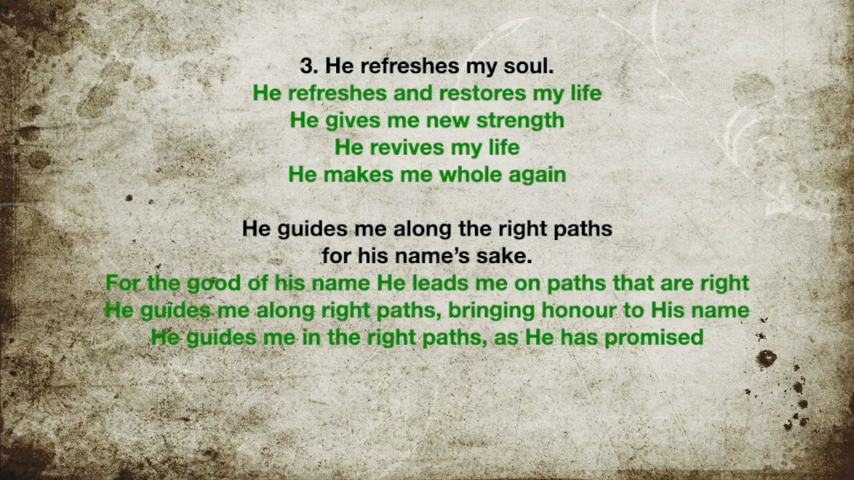 3. He refreshes my soul.
He refreshes and restores my life
He gives me new strength
He revives my life
He makes me whole again
He guides me along the right paths
for his name’s sake.
For the good of his name He leads me on paths that are right
He guides me along right paths, bringing honour to His name
He guides me in the right paths, as He has promised